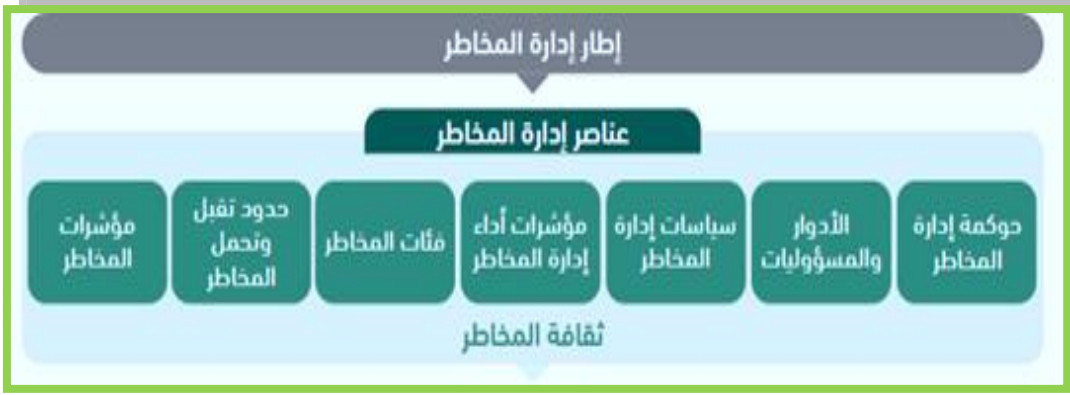 إطار إدارة المخاطر
عناصر إدارة المخاطر
حوكمة إدارة
المخاطر
الأدوار
والمسؤوليات
سياسات إدارة
المخاطر
مؤشرات أداء
إدارة المخاطر
فئات المخاطر
حدود تقبل
وتحمل
المخاطر
مؤشرات
المخاطر
ثقافة المخاطر